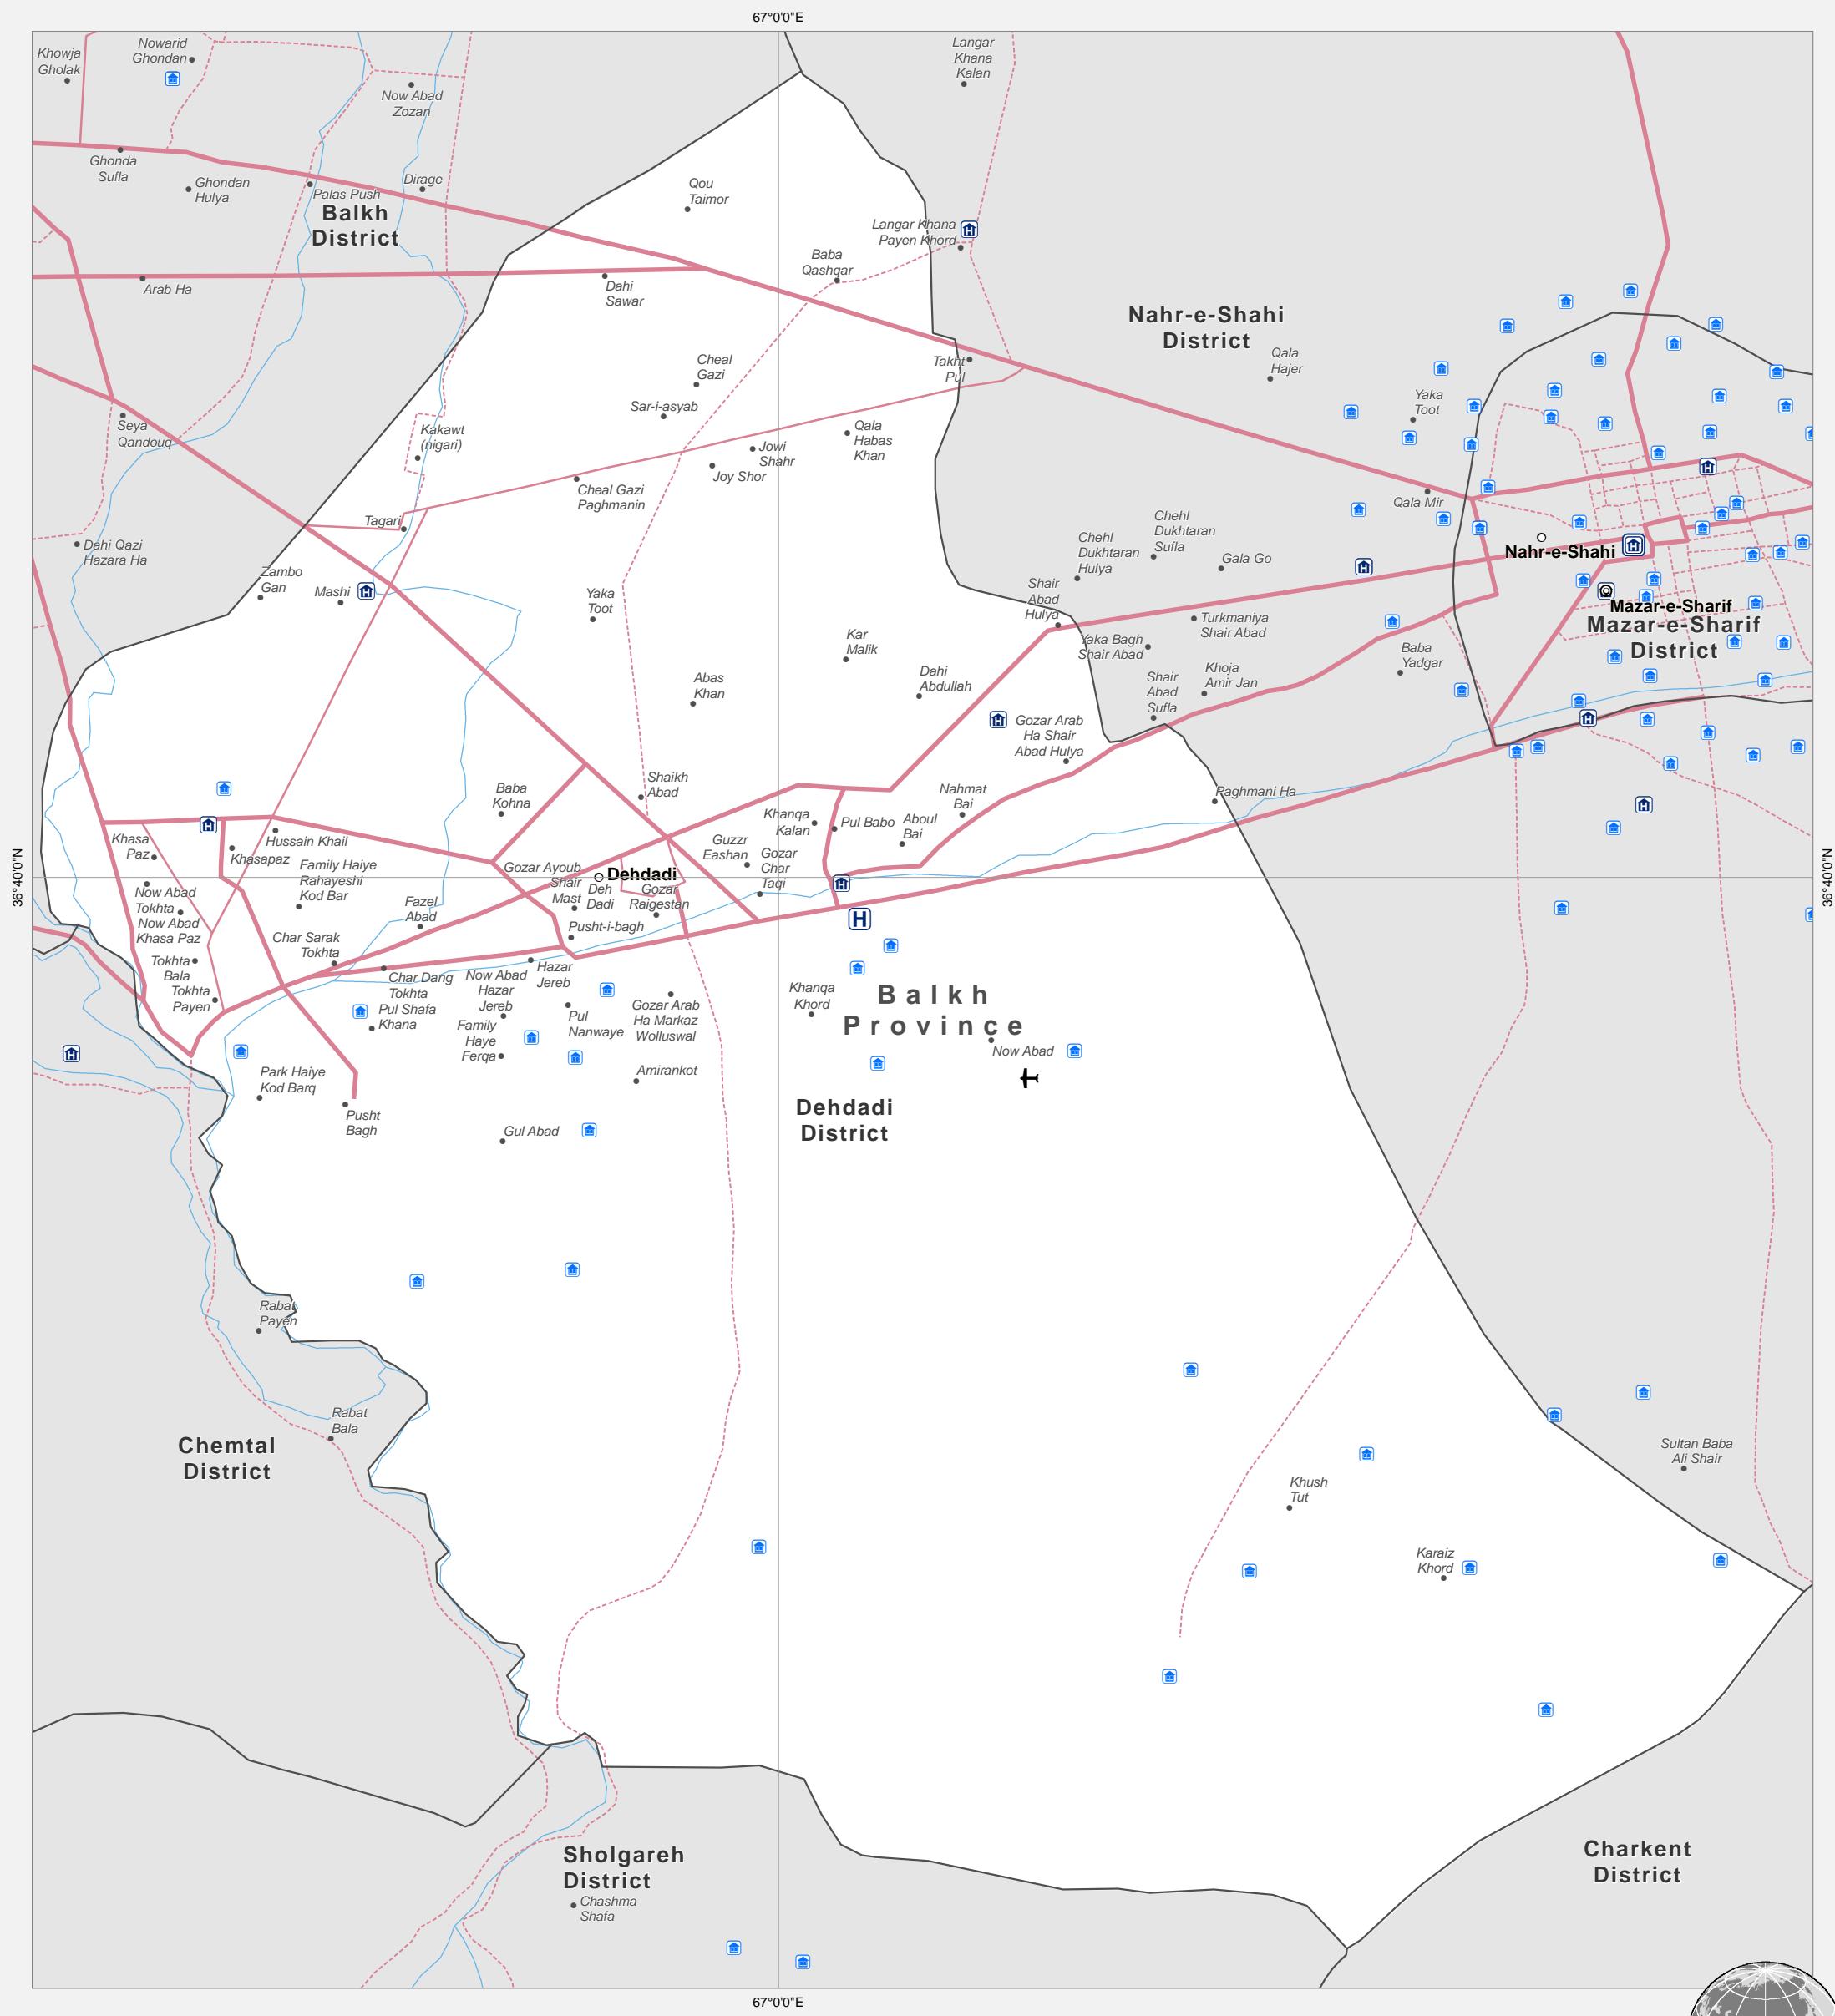 67°0'0"E
Khowja
Gholak
Nowarid
Ghondan
Now Abad
Zozan
Langar
Khana
Kalan
Ghonda
Sufla
Ghondan
Hulya
Palas Push
Dirage
Balkh
District
Qou
Taimor
Langar Khana
Payen Khord
Baba
Qashqar
Arab Ha
Dahi
Sawar
Nahr-e-Shahi
District
Qala
Hajer
Takht
Pul
Cheal
Gazi
Sar-i-asyab
Yaka
Toot
Seya
Qandouq
Kakawt
(nigari)
Qala
Habas
Khan
Jowi
Shahr
Joy Shor
Cheal Gazi
Paghmanin
Qala Mir
Tagari
Chehl
Dukhtaran
Sufla
Chehl
Dukhtaran
Hulya
Gala Go
Nahr-e-Shahi
Dahi Qazi
Hazara Ha
Zambo
Gan
Mashi
Yaka
Toot
Shair
Abad
Hulya
Turkmaniya
Shair Abad
Mazar-e-Sharif
Mazar-e-Sharif
District
Kar
Malik
Yaka Bagh
Shair Abad
Baba
Yadgar
Abas
Khan
Dahi
Abdullah
Khoja
Amir Jan
Shair
Abad
Sufla
Gozar Arab
Ha Shair
Abad Hulya
Baba
Kohna
Shaikh
Abad
Nahmat
Bai
Paghmani Ha
Khanqa
Kalan
Pul Babo
Aboul
Bai
Khasa
Paz
Hussain Khail
Khasapaz
Guzzr
Eashan
Gozar
Char
Taqi
Family Haiye
Rahayeshi
Kod Bar
Gozar Ayoub
Shair
Mast
Dehdadi
Deh
Dadi
Gozar
Raigestan
36°40'0"N
36°40'0"N
Now Abad
Tokhta
Now Abad
Khasa Paz
Fazel
Abad
Pusht-i-bagh
Char Sarak
Tokhta
Tokhta
Bala
Tokhta
Payen
Char Dang
Tokhta
Pul Shafa
Khana
Now Abad
Hazar
Jereb
Hazar
Jereb
Family
Haye
Ferqa
Pul
Nanwaye
Gozar Arab
Ha Markaz
Wolluswal
Khanqa
Khord
Balkh
Province
Now Abad
Park Haiye
Kod Barq
Amirankot
Pusht
Bagh
Gul Abad
Dehdadi
District
Rabat
Payen
Rabat
Bala
Chemtal
District
Sultan Baba
Ali Shair
Khush
Tut
Karaiz
Khord
Sholgareh
District
Chashma
Shafa
Charkent
District
67°0'0"E